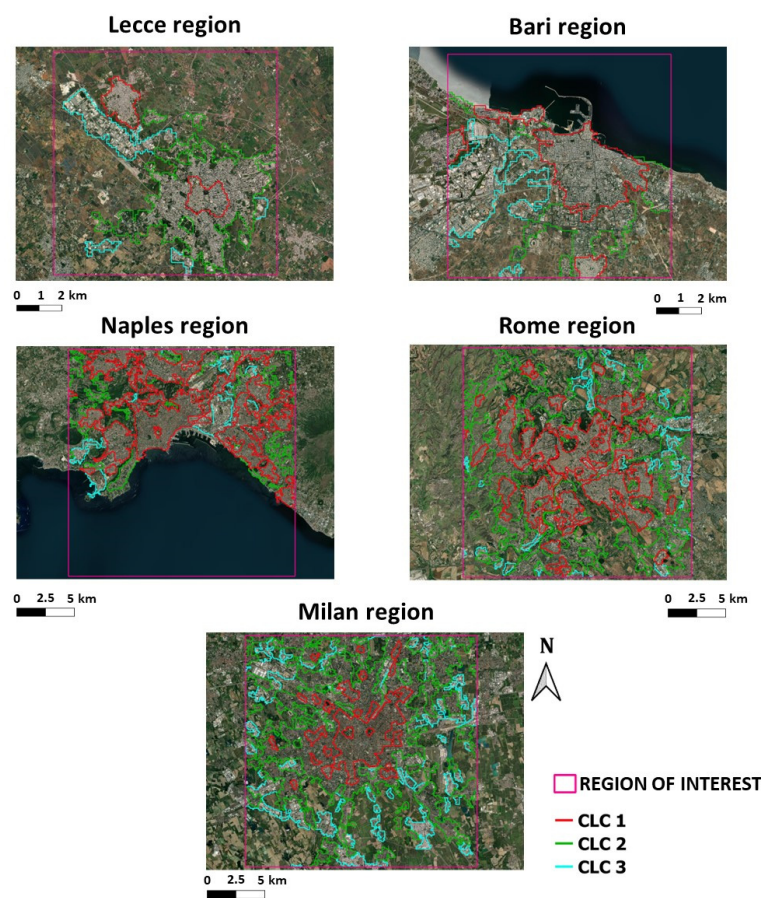 Lecce region
Bari region
0 1 2 km
0 1 2 km
Naples region
Rome region
0 2.5 5 km
0 2.5 5 km
Milan region
N
REGION OF INTEREST
CLC 1
CLC 2
CLC 3
0 2.5 5 km